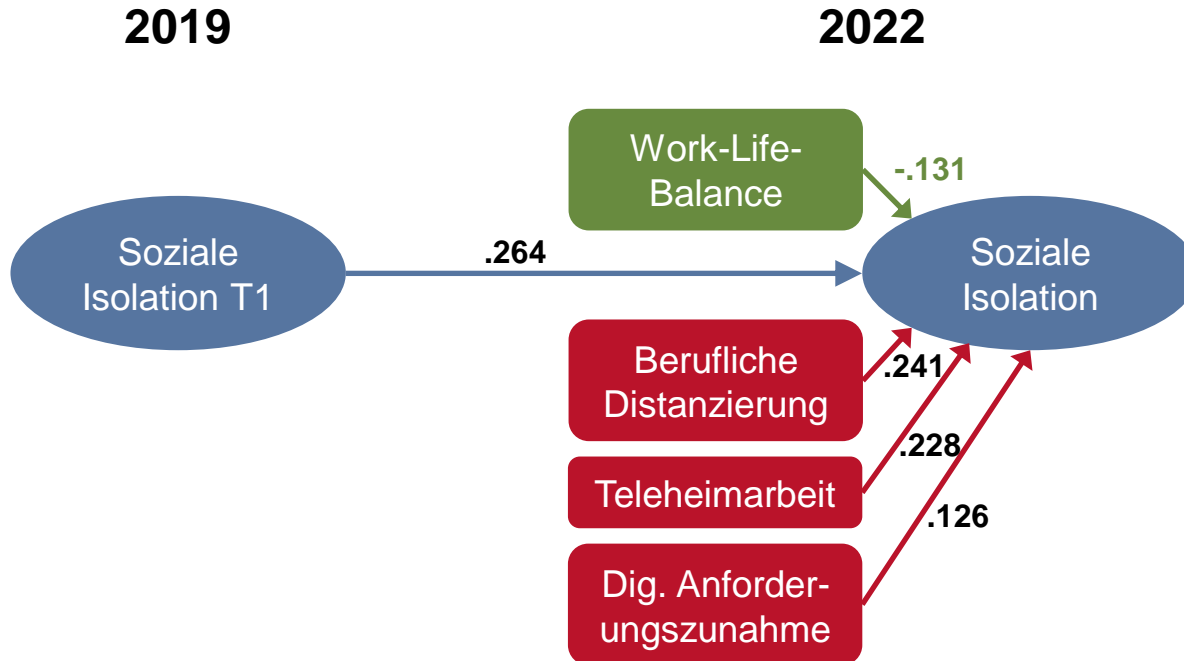 2019
2022
Work-Life-
Balance
-.131
Soziale
Isolation T1
.264
Soziale
Isolation
Berufliche
Distanzierung
.241
Teleheimarbeit
.228
.126
Dig. Anforder-
ungszunahme